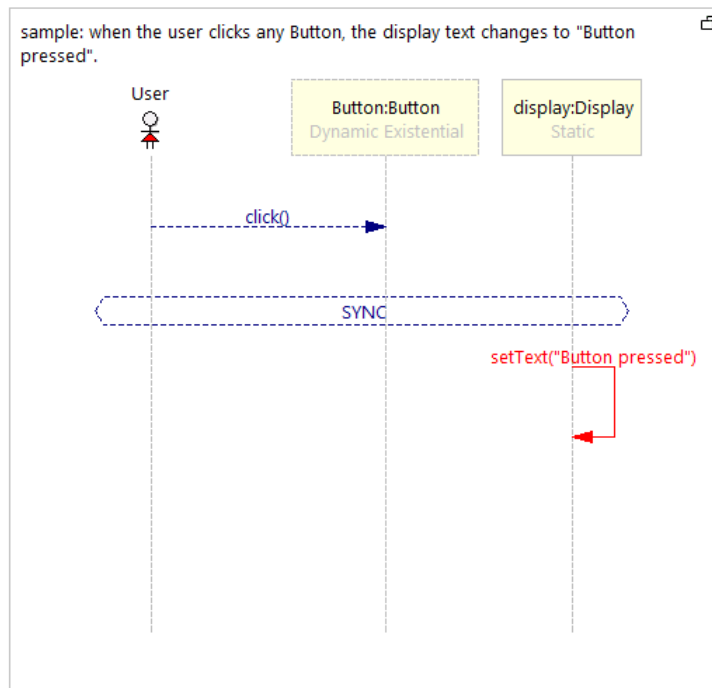 sample: when the user clicks any Button, the display text changes to "Button
pressed".
User
Button:Button
Dynamic Existential
display:Display
Static
click()
SYNC
setText("Button pressed")